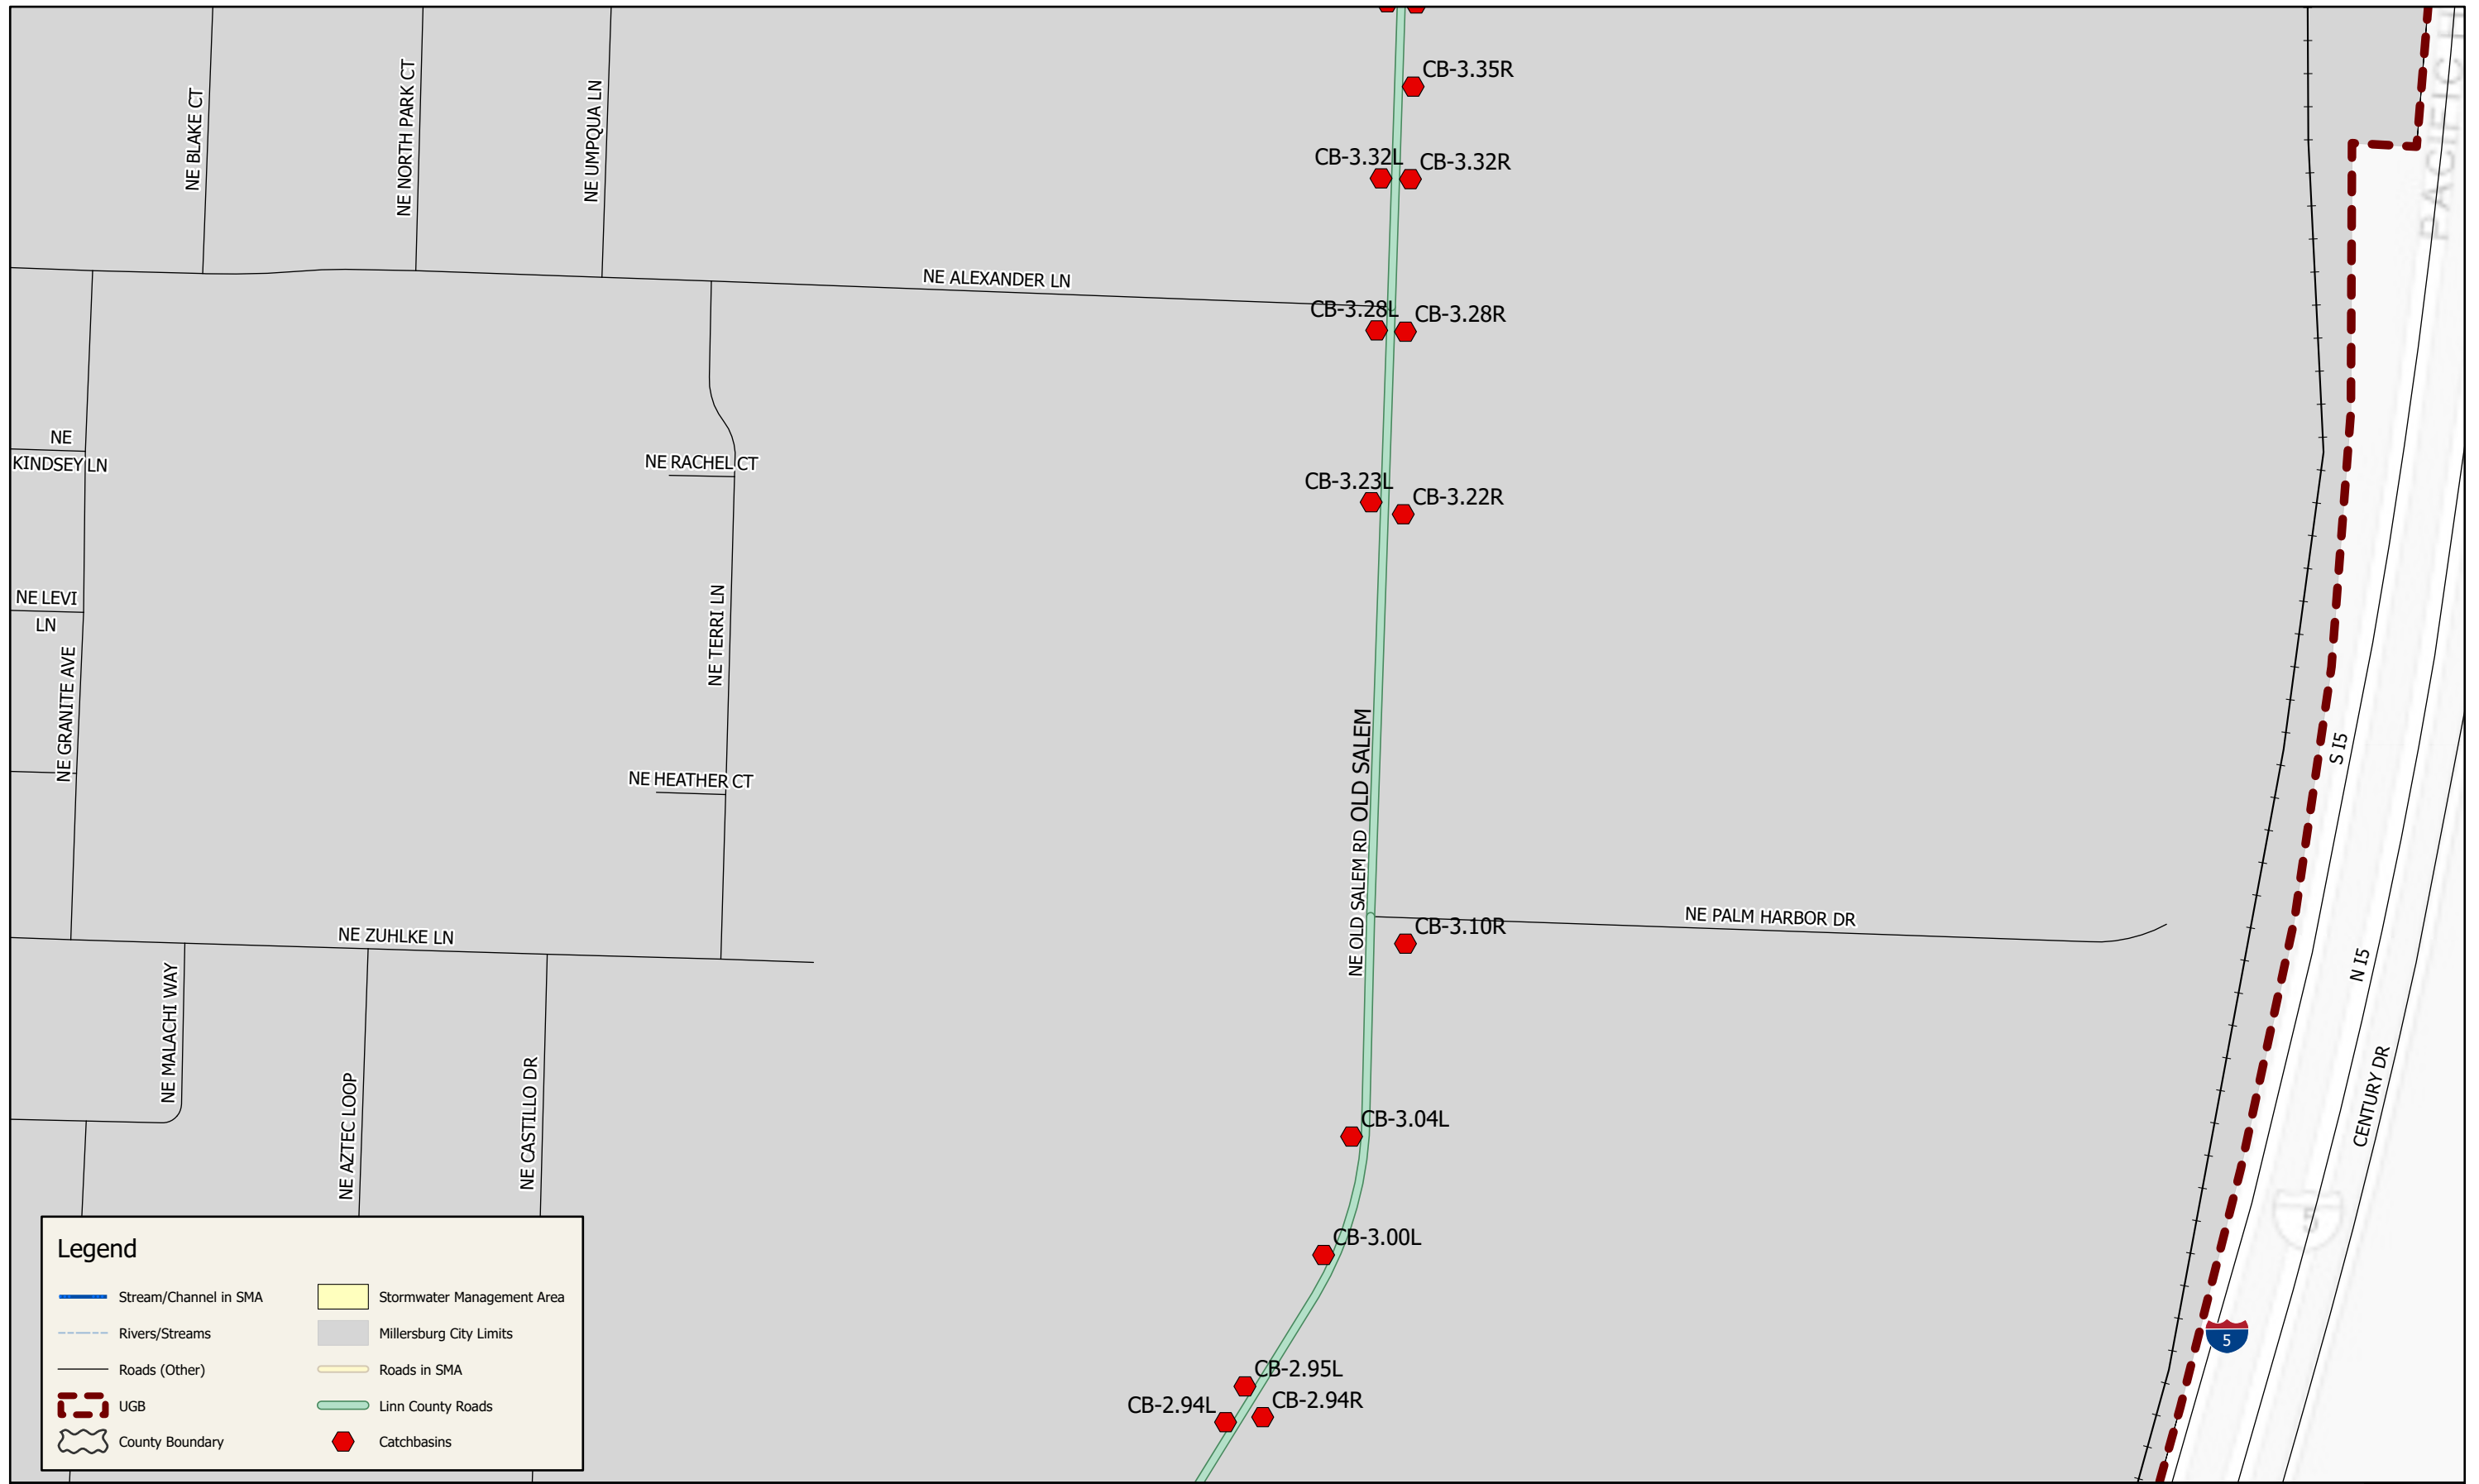 PACIFIC H
CB-3.35R
NE BLAKE CT
NE NORTH PARK CT
NE UMPQUA LN
CB-3.32L
CB-3.32R
NE ALEXANDER LN
CB-3.28L
CB-3.28R
NE
KINDSEY LN
NE RACHEL CT
CB-3.23L
CB-3.22R
NE LEVI
LN
NE GRANITE AVE
NE TERRI LN
NE HEATHER CT
OLD SALEM
NE OLD SALEM RD
S I5
NE ZUHLKE LN
CB-3.10R
NE PALM HARBOR DR
N I5
NE MALACHI WAY
NE AZTEC LOOP
NE CASTILLO DR
CB-3.04L
CENTURY DR
5
CB-3.00L
5
CB-2.95L
CB-2.94L
CB-2.94R
Legend
Stream/Channel in SMA
Stormwater Management Area
Rivers/Streams
Millersburg City Limits
Roads (Other)
Roads in SMA
UGB
Linn County Roads
County Boundary
Catchbasins